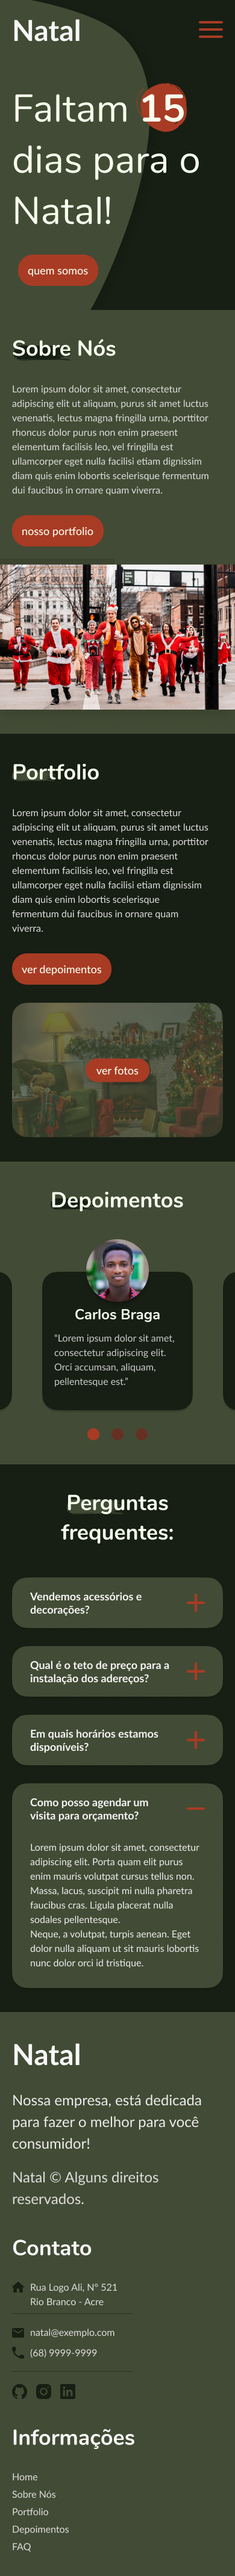 Natal
Faltam 15
dias para o
Natal!
quem somos
Sobre Nós
Lorem ipsum dolor sit amet, consectetur
adipiscing elit ut aliquam, purus sit amet luctus
venenatis, lectus magna fringilla urna, porttitor
rhoncus dolor purus non enim praesent
elementum facilisis leo, vel fringilla est
ullamcorper eget nulla facilisi etiam dignissim
diam quis enim lobortis scelerisque fermentum
dui faucibus in ornare quam viverra.
nosso portfolio
Portfolio
Lorem ipsum dolor sit amet, consectetur
adipiscing elit ut aliquam, purus sit amet luctus
venenatis, lectus magna fringilla urna, porttitor
rhoncus dolor purus non enim praesent
elementum facilisis leo, vel fringilla est
ullamcorper eget nulla facilisi etiam dignissim
diam quis enim lobortis scelerisque
fermentum dui faucibus in ornare quam
viverra.
ver depoimentos
ver fotos
Depoimentos
Carlos Braga
“Lorem ipsum dolor sit amet,
consectetur adipiscing elit.
Orci accumsan, aliquam,
pellentesque est.”
Perguntas
frequentes:
Vendemos acessórios e
decorações?
Qual é o teto de preço para a
instalação dos adereços?
Em quais horários estamos
disponíveis?
Como posso agendar um
visita para orçamento?
Lorem ipsum dolor sit amet, consectetur
adipiscing elit. Porta quam elit purus
enim mauris volutpat cursus tellus non.
Massa, lacus, suscipit mi nulla pharetra
faucibus cras. Ligula placerat nulla
sodales pellentesque.
Neque, a volutpat, turpis aenean. Eget
dolor nulla aliquam ut sit mauris lobortis
nunc dolor orci id tristique.
Natal
Nossa empresa, está dedicada
para fazer o melhor para você
consumidor!
Natal © Alguns direitos
reservados.
Contato
Rua Logo Ali, Nº 521
Rio Branco - Acre
natal@exemplo.com
(68) 9999-9999
Informações
Home
Sobre Nós
Portfolio
Depoimentos
FAQ